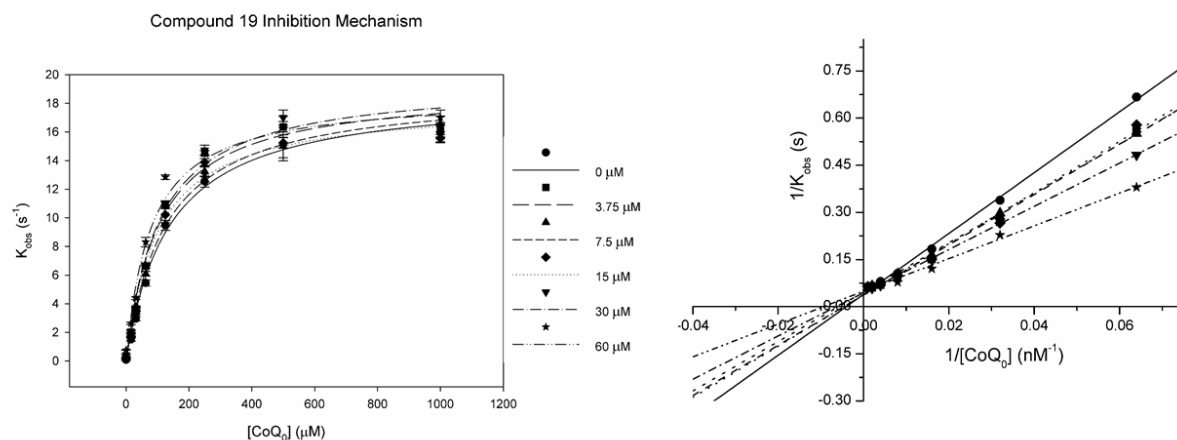 Compound 19 Inhibition Mechanism
20
18
16
14
12
10
8
6
4
2
0
K_obs (s⁻¹)
0 200 400 600 800 1000 1200
[CoQ₀] (µM)
0 µM
3.75 µM
7.5 µM
15 µM
30 µM
60 µM
0.75
0.60
0.45
0.30
0.15
0.00
-0.15
-0.30
1/K_obs (s)
-0.04 -0.02 0.00 0.02 0.04 0.06
1/[CoQ₀] (nM⁻¹)